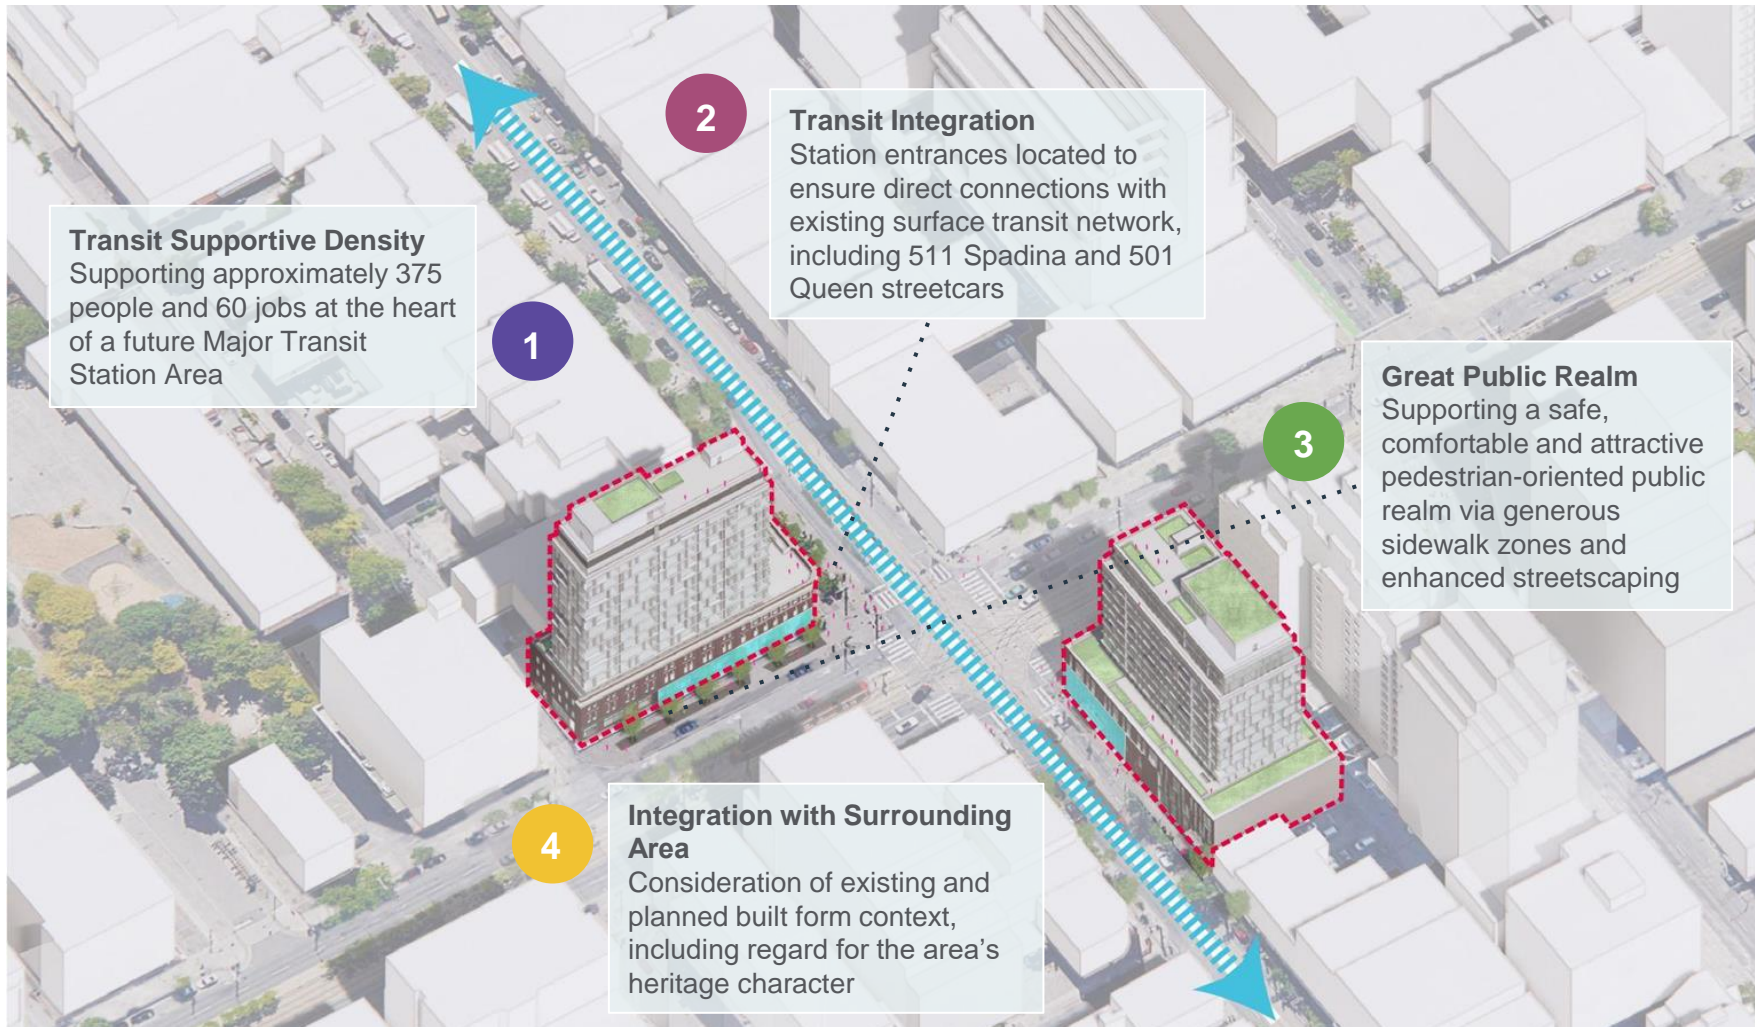 1
Transit Supportive Density
Supporting approximately 375
people and 60 jobs at the heart
of a future Major Transit
Station Area
2
Transit Integration
Station entrances located to
ensure direct connections with
existing surface transit network,
including 511 Spadina and 501
Queen streetcars
3
Great Public Realm
Supporting a safe,
comfortable and attractive
pedestrian-oriented public
realm via generous
sidewalk zones and
enhanced streetscaping
4
Integration with Surrounding
Area
Consideration of existing and
planned built form context,
including regard for the area's
heritage character